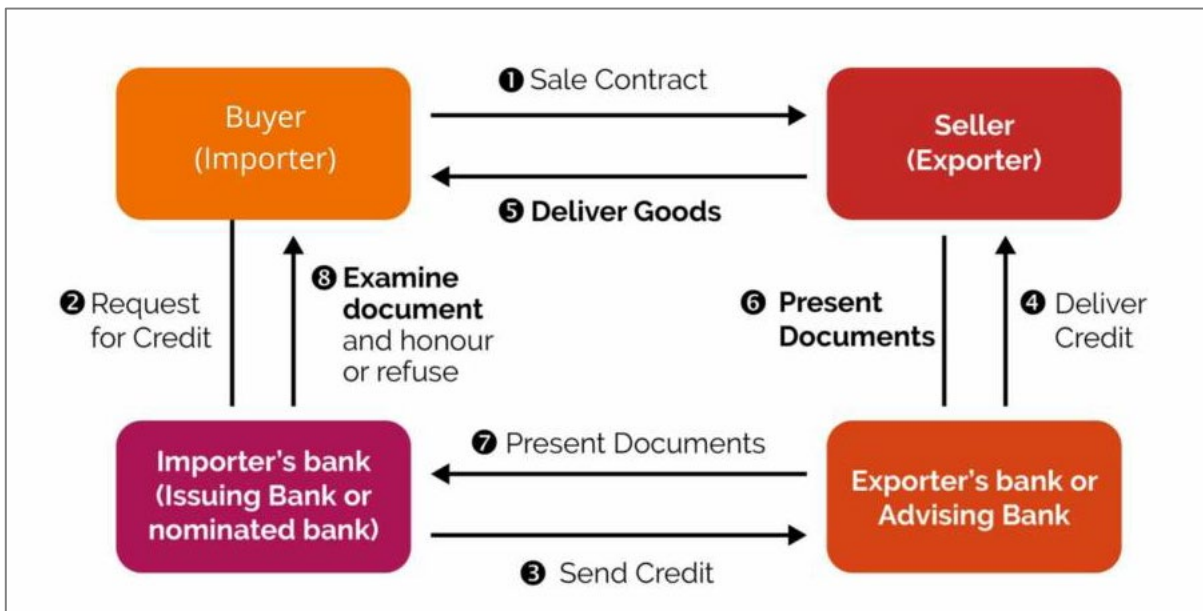 ❶ Sale Contract
Buyer
(Importer)
Seller
(Exporter)
❺ Deliver Goods
❷ Request
for Credit
❽ Examine
document
and honour
or refuse
❻ Present
Documents
❹ Deliver
Credit
❼ Present Documents
Importer’s bank
(Issuing Bank or
nominated bank)
Exporter’s bank or
Advising Bank
❸ Send Credit